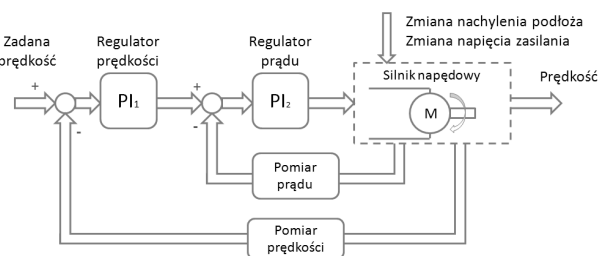 Zmiana nachylenia podłoża
Zmiana napięcia zasilania
Zadana
prędkość
Regulator
prędkości
Regulator
prądu
Silnik napędowy
Prędkość
+
PI1
+
PI2
M
-
-
Pomiar
prądu
Pomiar
prędkości